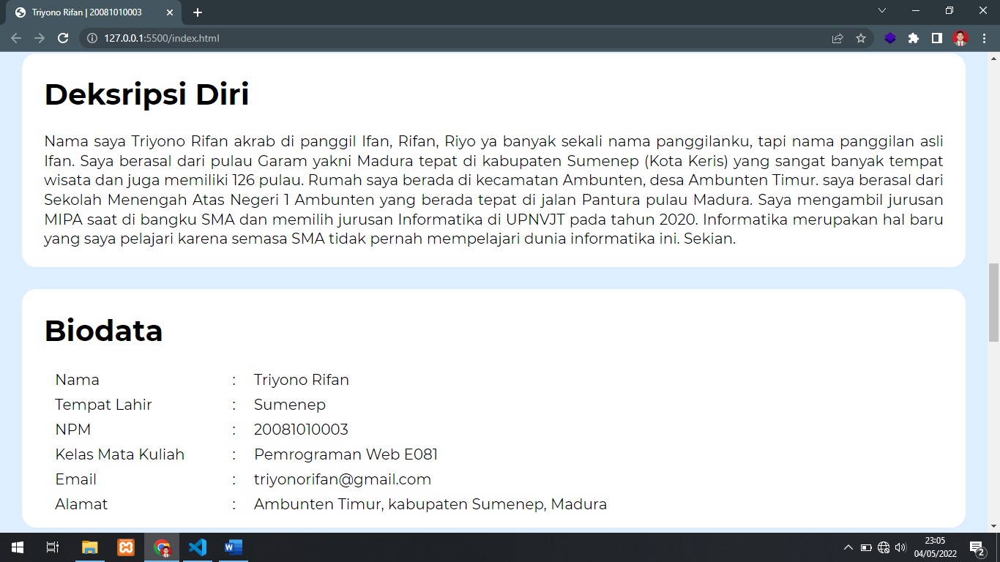 Triyono Rifan | 20081010003
127.0.0.1:5500/index.html
Deksripsi Diri
Nama saya Triyono Rifan akrab di panggil Ifan, Rifan, Riyo ya banyak sekali nama panggilanku, tapi nama panggilan asli
Ifan. Saya berasal dari pulau Garam yakni Madura tepat di kabupaten Sumenep (Kota Keris) yang sangat banyak tempat
wisata dan juga memiliki 126 pulau. Rumah saya berada di kecamatan Ambunten, desa Ambunten Timur. saya berasal dari
Sekolah Menengah Atas Negeri 1 Ambunten yang berada tepat di jalan Pantura pulau Madura. Saya mengambil jurusan
MIPA saat di bangku SMA dan memilih jurusan Informatika di UPNVJT pada tahun 2020. Informatika merupakan hal baru
yang saya pelajari karena semasa SMA tidak pernah mempelajari dunia informatika ini. Sekian.
Biodata
Nama : Triyono Rifan
Tempat Lahir : Sumenep
NPM : 20081010003
Kelas Mata Kuliah : Pemrograman Web E081
Email : triyonorifan@gmail.com
Alamat : Ambunten Timur, kabupaten Sumenep, Madura
23:05
04/05/2022
2